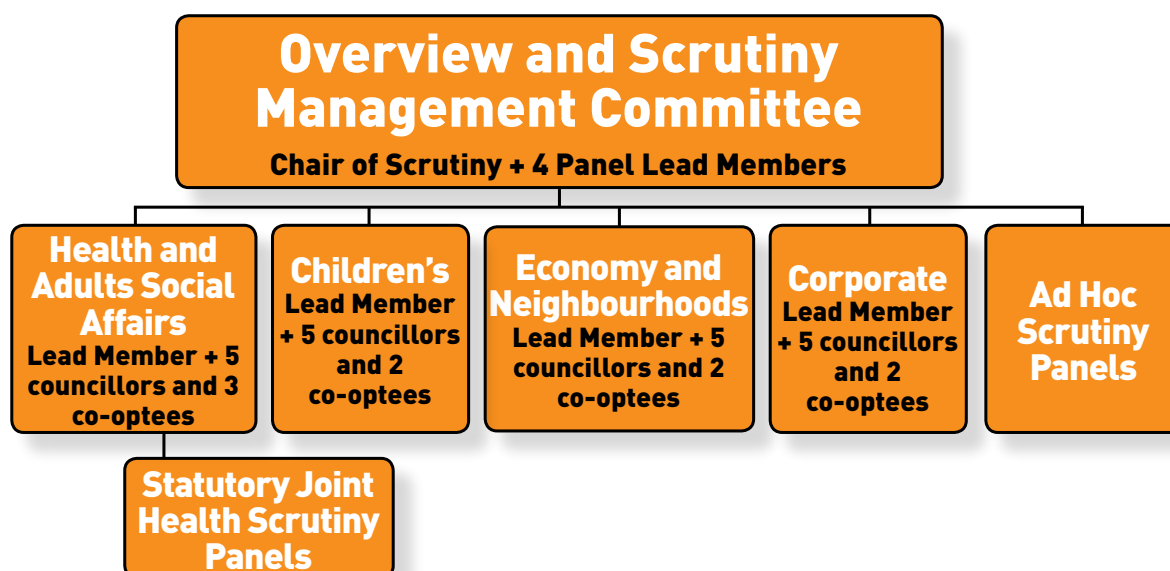 Overview and Scrutiny
Management Committee
Chair of Scrutiny + 4 Panel Lead Members
Health and
Adults Social
Affairs
Lead Member + 5
councillors and 3
co-optees
Children’s
Lead Member
+ 5 councillors
and 2
co-optees
Economy and
Neighbourhoods
Lead Member + 5
councillors and 2
co-optees
Corporate
Lead Member
+ 5 councillors
and 2
co-optees
Ad Hoc
Scrutiny
Panels
Statutory Joint
Health Scrutiny
Panels